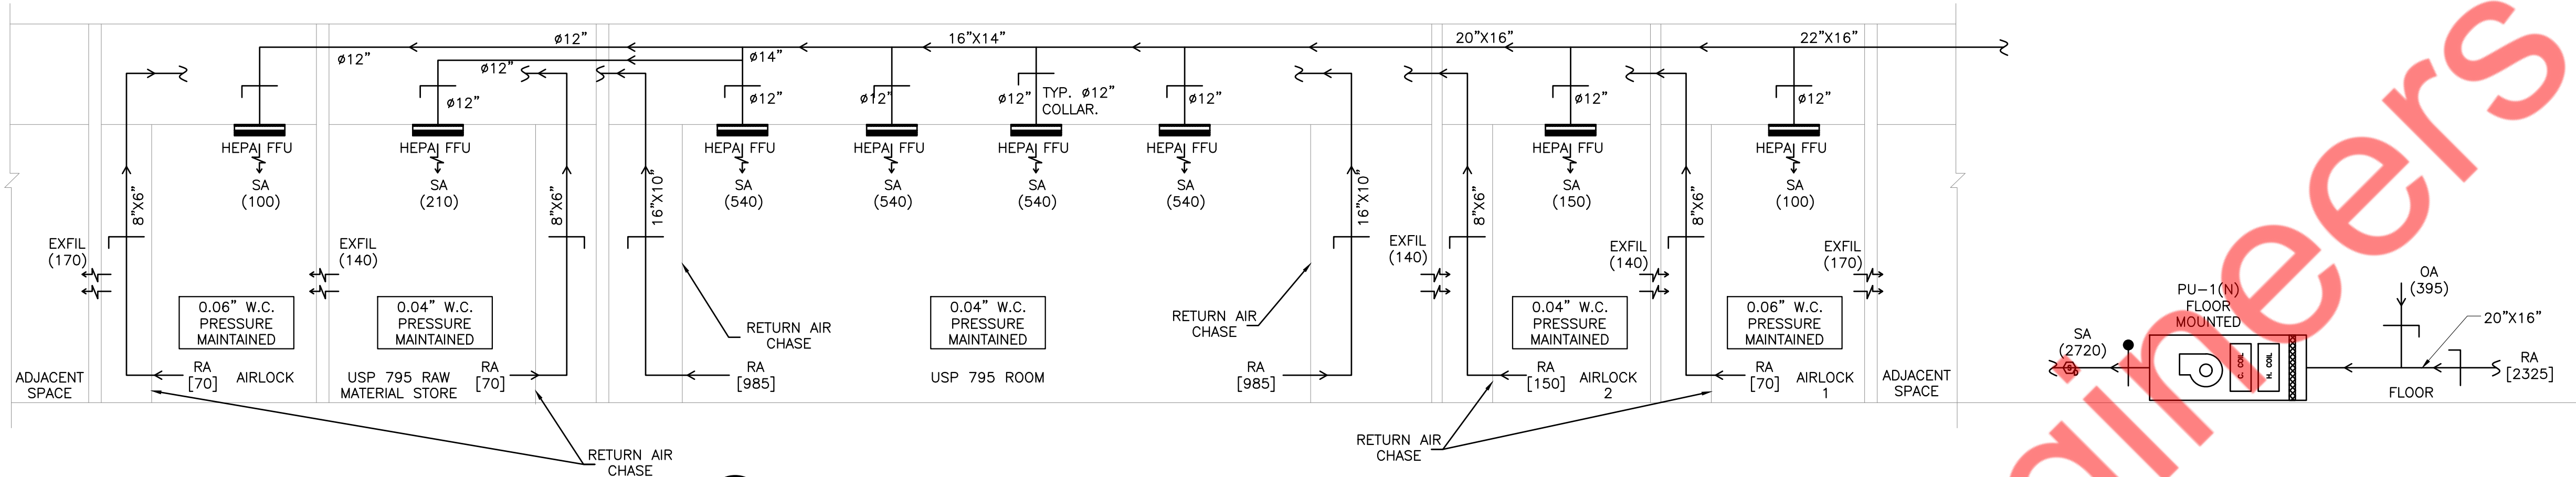 ø12"
16"X14"
20"X16"
22"X16"
ø12"
ø12"
ø14"
ø12"
ø12"
ø12"
ø12"
TYP. ø12"
COLLAR.
ø12"
ø12"
ø12"
HEPA FFU
HEPA FFU
HEPA FFU
HEPA FFU
HEPA FFU
HEPA FFU
HEPA FFU
HEPA FFU
SA
(100)
SA
(210)
SA
(540)
SA
(540)
SA
(540)
SA
(540)
SA
(150)
SA
(100)
8"X6"
8"X6"
16"X10"
16"X10"
8"X6"
8"X6"
EXFIL
(170)
EXFIL
(140)
EXFIL
(140)
EXFIL
(140)
EXFIL
(170)
0.06" W.C.
PRESSURE
MAINTAINED
0.04" W.C.
PRESSURE
MAINTAINED
0.04" W.C.
PRESSURE
MAINTAINED
0.04" W.C.
PRESSURE
MAINTAINED
0.06" W.C.
PRESSURE
MAINTAINED
RETURN AIR
CHASE
RETURN AIR
CHASE
ADJACENT
SPACE
RA
[70]
AIRLOCK
USP 795 RAW
MATERIAL STORE
RA
[70]
RA
[985]
USP 795 ROOM
RA
[985]
RA
[150]
AIRLOCK
2
RA
[70]
AIRLOCK
1
ADJACENT
SPACE
RETURN AIR
CHASE
RETURN AIR
CHASE
PU-1(N)
FLOOR
MOUNTED
OA
(395)
20"X16"
SA
(2720)
C. COIL
H. COIL
RA
[2325]
FLOOR
gineers